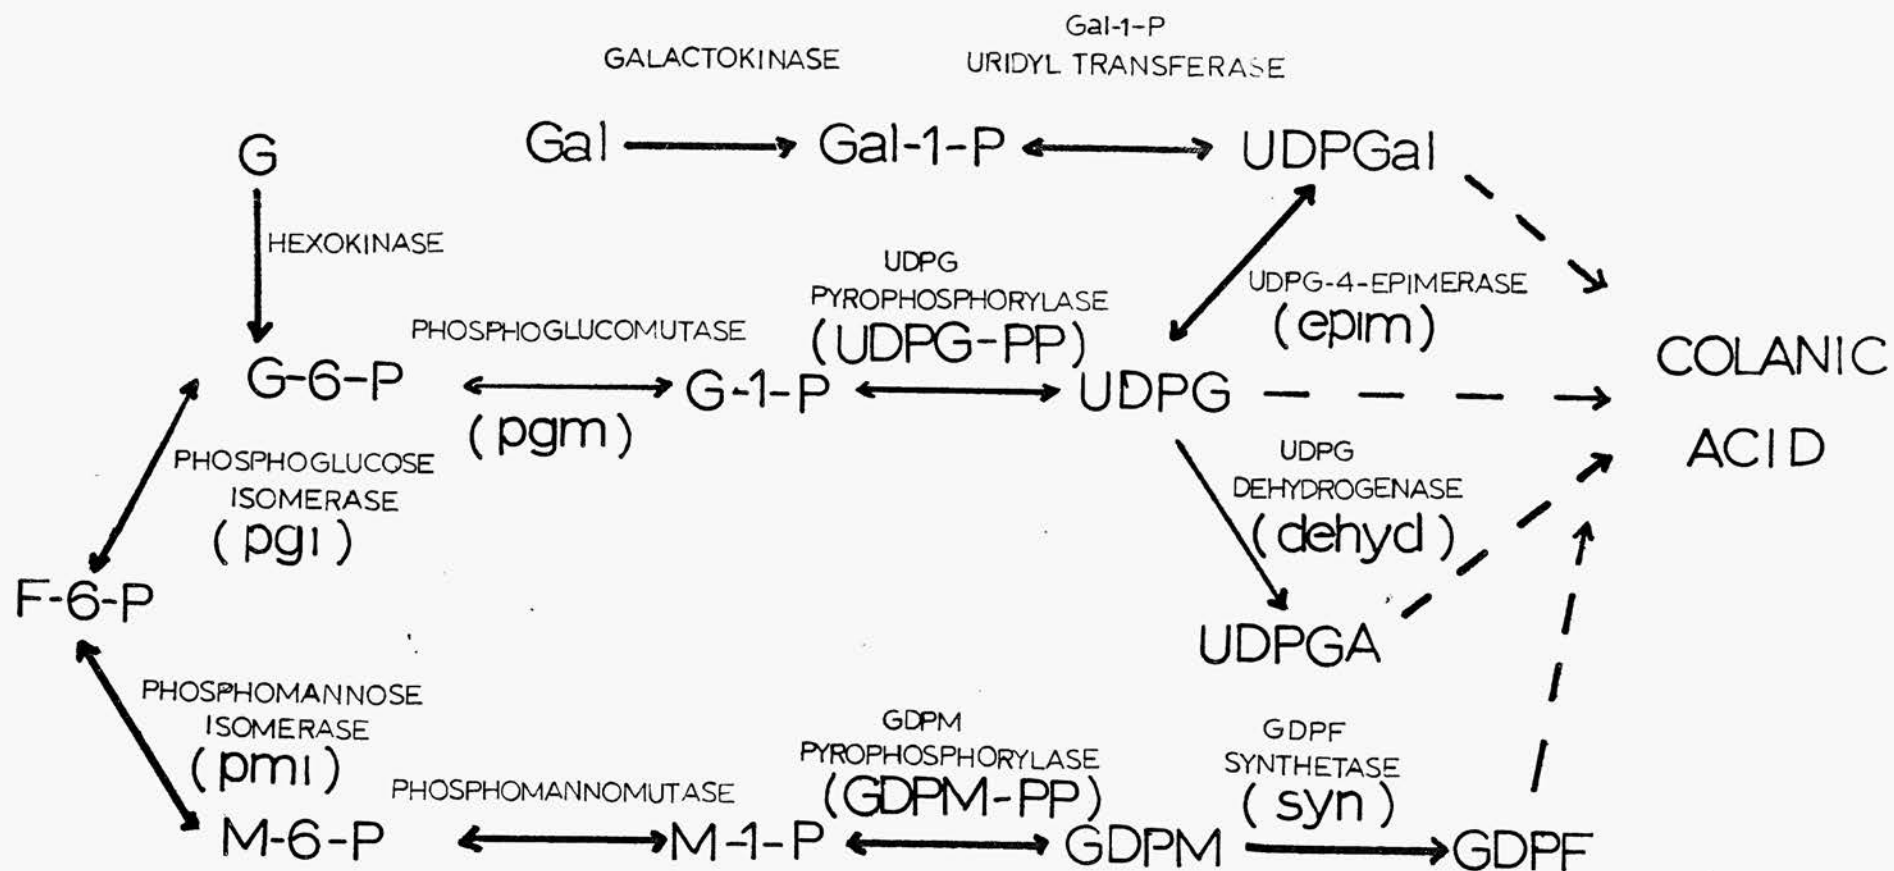 Gal-1-P
GALACTOKINASE
URIDYL TRANSFERASE
G
Gal
Gal-1-P
UDPGal
HEXOKINASE
UDPG
PYROPHOSPHORYLASE
(UDPG-PP)
UDPG-4-EPIMERASE
(epim)
PHOSPHOGLUCOMUTASE
(pgm)
G-6-P
G-1-P
UDPG
COLANIC
ACID
PHOSPHOGLUCOSE
ISOMERASE
(pgi)
UDPG
DEHYDROGENASE
(dehyd)
F-6-P
UDPGA
PHOSPHOMANNOSE
ISOMERASE
(pmi)
PHOSPHOMANNOMUTASE
GDPM
PYROPHOSPHORYLASE
(GDPM-PP)
GDPF
SYNTHETASE
(syn)
M-6-P
M-1-P
GDPM
GDPF